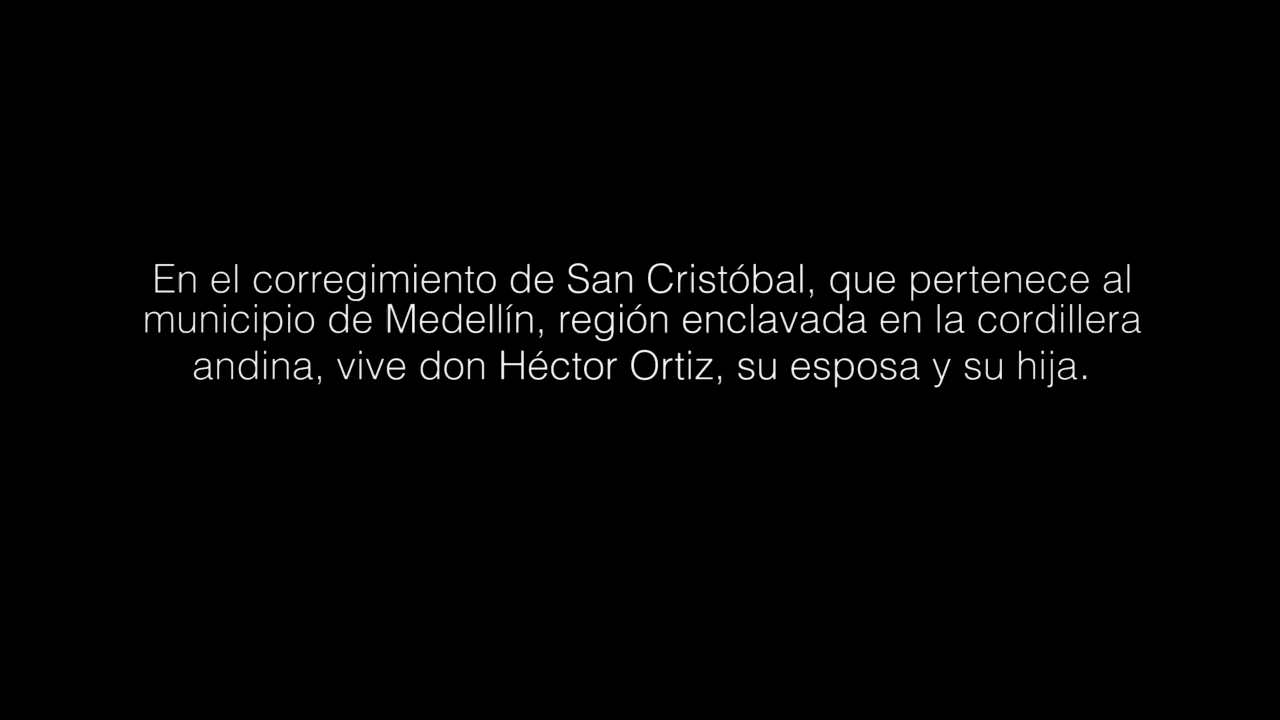 En el corregimiento de San Cristóbal, que pertenece al
municipio de Medellín, región enclavada en la cordillera
andina, vive don Héctor Ortiz, su esposa y su hija.